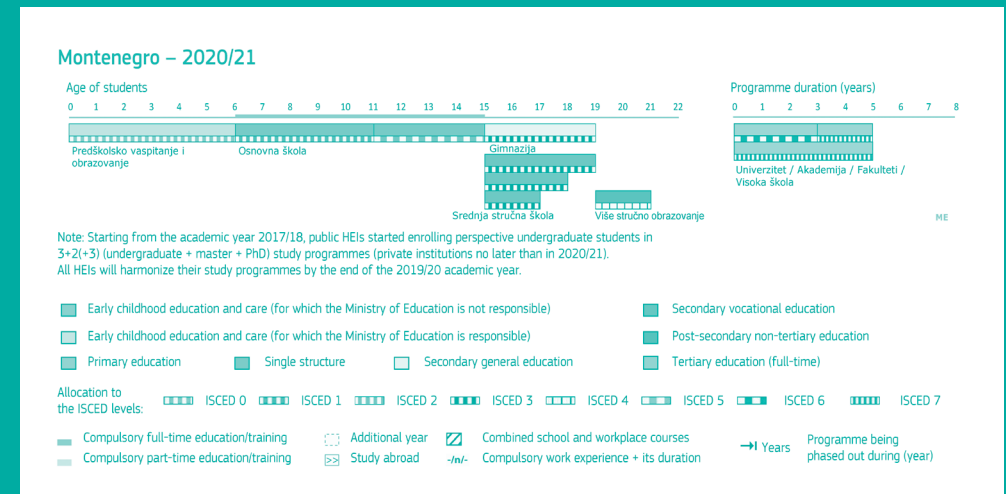 Montenegro – 2020/21
Age of students
0 1 2 3 4 5 6 7 8 9 10 11 12 13 14 15 16 17 18 19 20 21 22
Predškolsko vaspitanje i
obrazovanje
Osnovna škola
Gimnazija
Srednja stručna škola
Više stručno obrazovanje
Programme duration (years)
0 1 2 3 4 5 6 7 8
Univerzitet / Akademija / Fakulteti /
Visoka škola
ME
Note: Starting from the academic year 2017/18, public HEIs started enrolling perspective undergraduate students in
3+2(+3) (undergraduate + master + PhD) study programmes (private institutions no later than in 2020/21).
All HEIs will harmonize their study programmes by the end of the 2019/20 academic year.
Early childhood education and care (for which the Ministry of Education is not responsible)
Secondary vocational education
Early childhood education and care (for which the Ministry of Education is responsible)
Post-secondary non-tertiary education
Primary education
Single structure
Secondary general education
Tertiary education (full-time)
Allocation to
the ISCED levels:
ISCED 0 ISCED 1 ISCED 2 ISCED 3 ISCED 4 ISCED 5 ISCED 6 ISCED 7
Compulsory full-time education/training
Additional year
Combined school and workplace courses
Compulsory part-time education/training
>> Study abroad
-/n/- Compulsory work experience + its duration
Years
Programme being
phased out during (year)